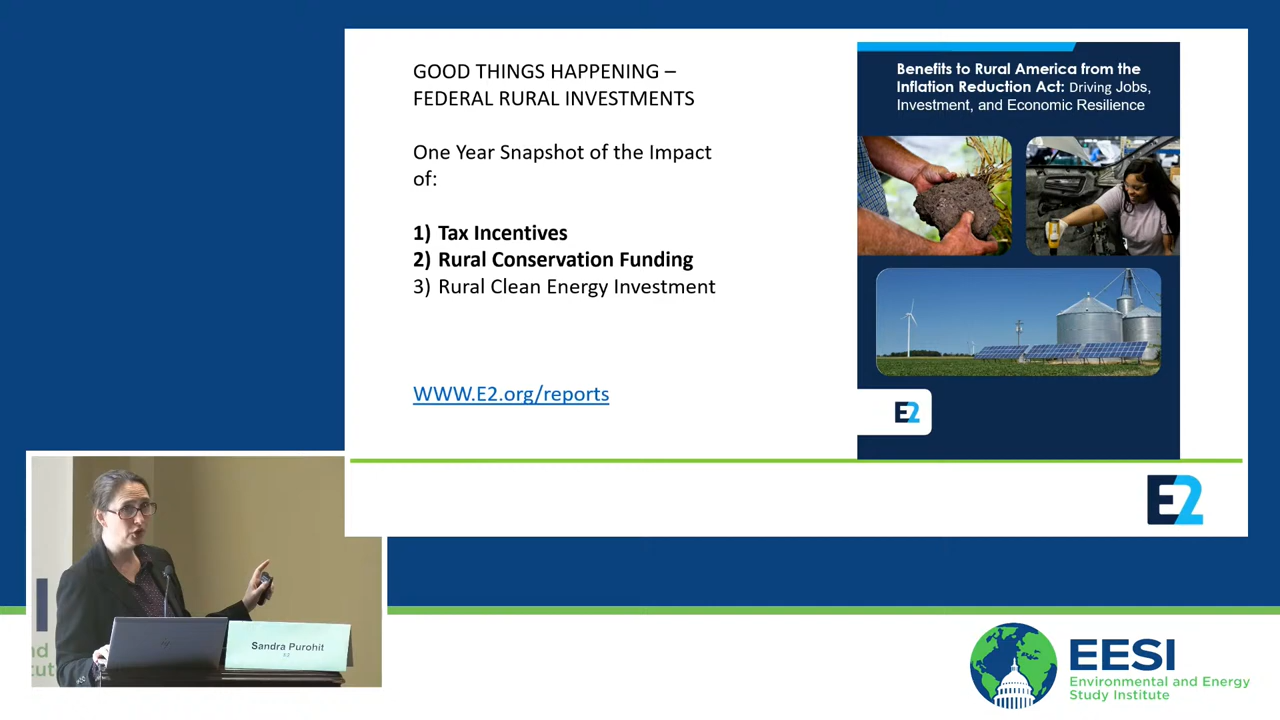 GOOD THINGS HAPPENING –
FEDERAL RURAL INVESTMENTS
One Year Snapshot of the Impact
of:
1) Tax Incentives
2) Rural Conservation Funding
3) Rural Clean Energy Investment
WWW.E2.org/reports
Benefits to Rural America from the
Inflation Reduction Act: Driving Jobs,
Investment, and Economic Resilience
E2
E2
Sandra Purohit
E2
EESI
Environmental and Energy
Study Institute